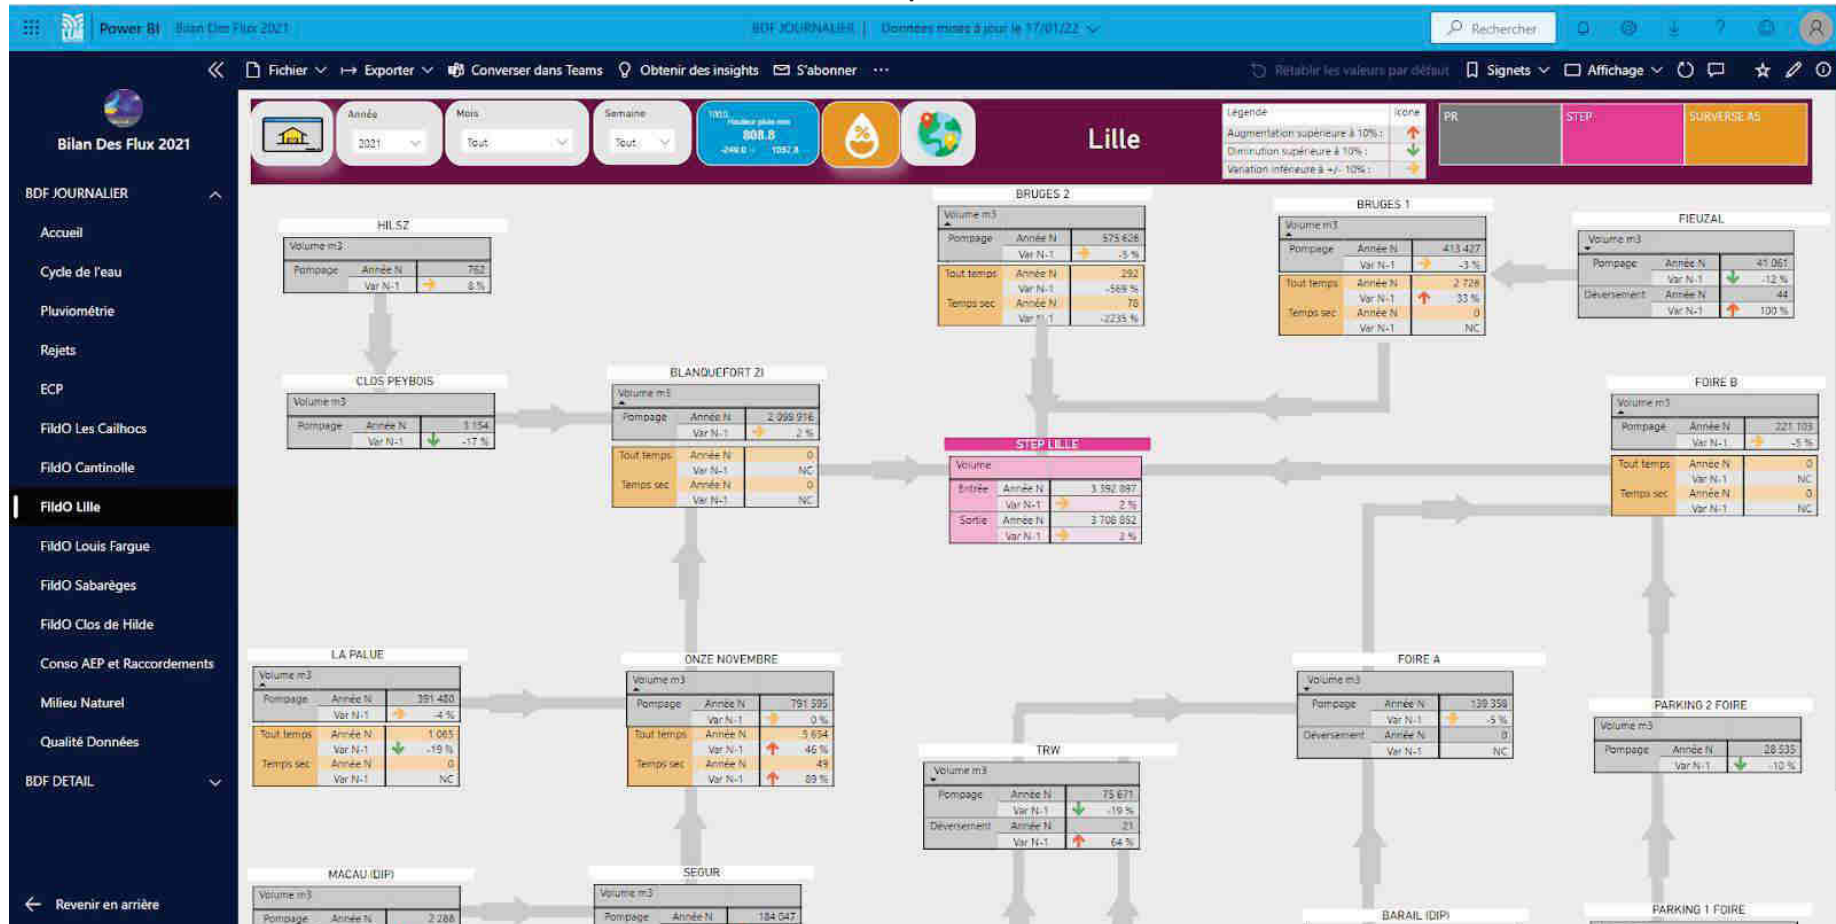 Power BI Bilan Des Flux 2021
BDF JOURNALIER | Données mises à jour le 17/01/22
Rechercher
Fichier Exporter Converser dans Teams Obtenir des insights S'abonner ...
Rétablir les valeurs par défaut Signets Affichage
Bilan Des Flux 2021
BDF JOURNALIER
Accueil
Cycle de l'eau
Pluviométrie
Rejets
ECP
FildO Les Cailhocs
FildO Cantinolle
FildO Lille
FildO Louis Fargue
FildO Sabarèges
FildO Clos de Hilde
Conso AEP et Raccordements
Milieu Naturel
Qualité Données
BDF DETAIL
Revenir en arrière
Année
2021
Mois
Tout
Semaine
Tout
Hauteur pluie mm
808.8
Lille
Légende Icone
Augmentation supérieure à 10% :
Diminution supérieure à 10% :
Variation inférieure à +/- 10% :
PR
STEP
SURVERSE AS
HILSZ
Volume m3
Pompage Année N 762
Var N-1 8 %
CLOS PEYBOIS
Volume m3
Pompage Année N 3 154
Var N-1 -17 %
BLANQUEFORT ZI
Volume m3
Pompage Année N 2 099 916
Var N-1 2 %
Tout temps Année N 0
Var N-1 NC
Temps sec Année N 0
Var N-1 NC
BRUGES 2
Volume m3
Pompage Année N 575 626
Var N-1 -5 %
Tout temps Année N 292
Var N-1 -569 %
Temps sec Année N 78
Var N-1 -2235 %
BRUGES 1
Volume m3
Pompage Année N 413 427
Var N-1 -3 %
Tout temps Année N 2 726
Var N-1 33 %
Temps sec Année N 0
Var N-1 NC
FIEUZAL
Volume m3
Pompage Année N 41 061
Var N-1 -12 %
Déversement Année N 44
Var N-1 100 %
STEP LILLE
Volume
Entrée Année N 3 392 897
Var N-1 2 %
Sortie Année N 3 708 852
Var N-1 2 %
FOIRE B
Volume m3
Pompage Année N 221 103
Var N-1 -5 %
Tout temps Année N 0
Var N-1 NC
Temps sec Année N 0
Var N-1 NC
LA PALUE
Volume m3
Pompage Année N 391 480
Var N-1 -4 %
Tout temps Année N 1 065
Var N-1 -19 %
Temps sec Année N 0
Var N-1 NC
ONZE NOVEMBRE
Volume m3
Pompage Année N 791 595
Var N-1 0 %
Tout temps Année N 5 654
Var N-1 46 %
Temps sec Année N 49
Var N-1 89 %
TRW
Volume m3
Pompage Année N 75 671
Var N-1 -19 %
Déversement Année N 21
Var N-1 64 %
FOIRE A
Volume m3
Pompage Année N 139 358
Var N-1 -5 %
Déversement Année N 0
Var N-1 NC
PARKING 2 FOIRE
Volume m3
Pompage Année N 28 535
Var N-1 -10 %
MACAU (DIP)
Volume m3
Pompage Année N 2 288
SEGUR
Volume m3
Pompage Année N 184 047
BARAIL (DIP)
PARKING 1 FOIRE